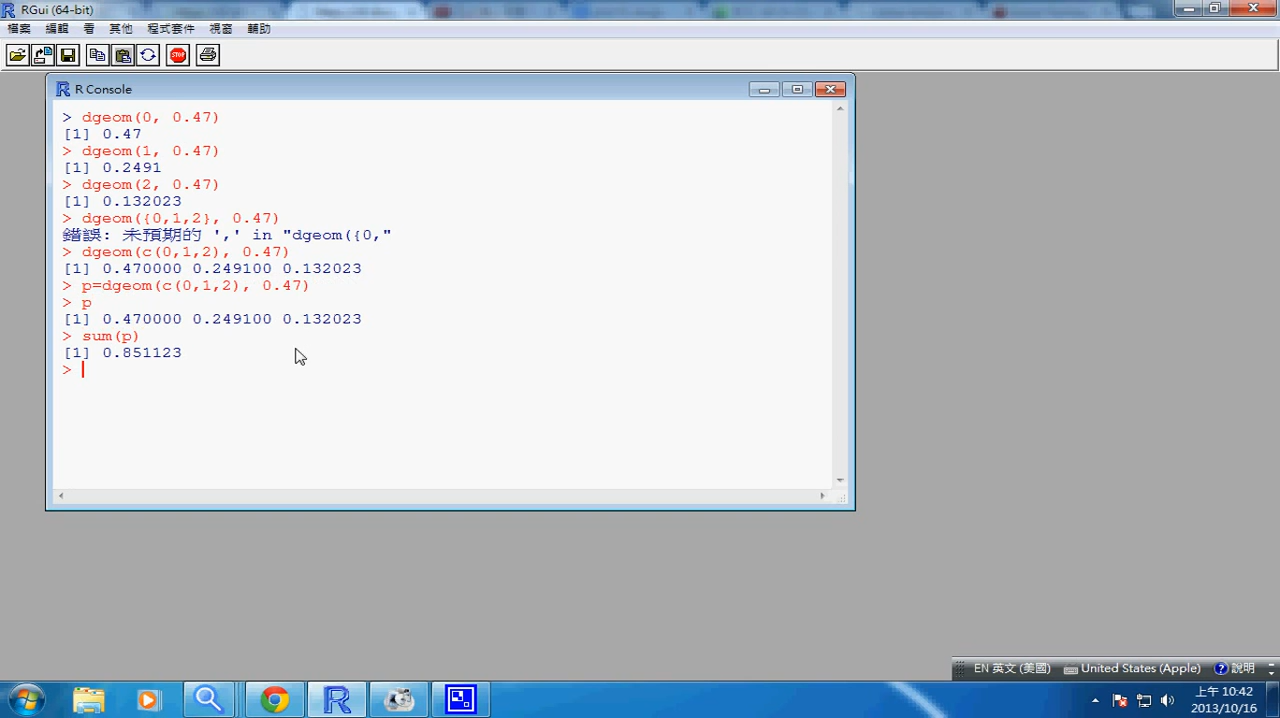 RGui (64-bit)
檔案 編輯 看 其他 程式套件 視窗 輔助
STOP
R Console
> dgeom(0, 0.47)
[1] 0.47
> dgeom(1, 0.47)
[1] 0.2491
> dgeom(2, 0.47)
[1] 0.132023
> dgeom({0,1,2}, 0.47)
錯誤: 未預期的 ',' in "dgeom({0,"
> dgeom(c(0,1,2), 0.47)
[1] 0.470000 0.249100 0.132023
> p=dgeom(c(0,1,2), 0.47)
> p
[1] 0.470000 0.249100 0.132023
> sum(p)
[1] 0.851123
>
EN 英文 (美國) United States (Apple) 說明
上午 10:42
2013/10/16